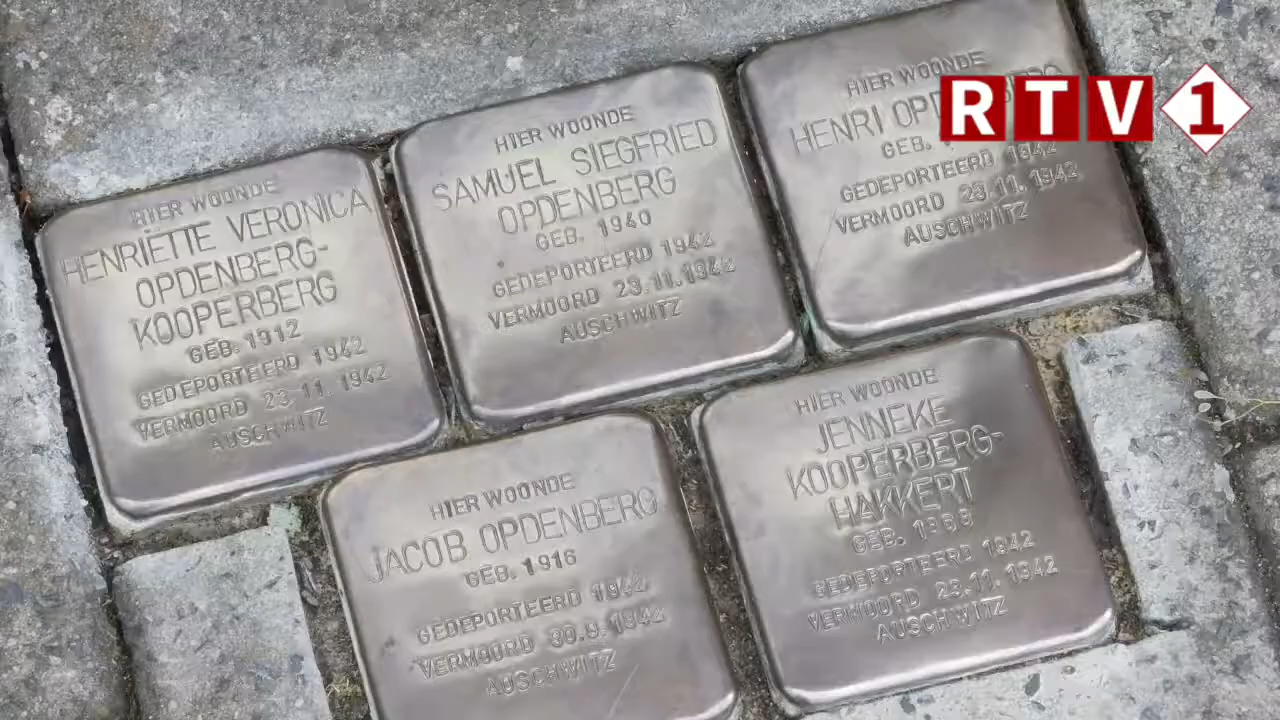 HIER WOONDE
HENRIETTE VERONICA
OPDENBERG-
KOOPERBERG
GEB. 1912
GEDEPORTEERD 1942
VERMOORD 23.11.1942
AUSCHWITZ
HIER WOONDE
SAMUEL SIEGFRIED
OPDENBERG
GEB. 1940
GEDEPORTEERD 1942
VERMOORD 23.11.1942
AUSCHWITZ
HIER WOONDE
HENRI
GEB.
GEDEPORTEERD 1942
VERMOORD 23.11.1942
AUSCHWITZ
RTV1
HIER WOONDE
JACOB OPDENBERG
GEB. 1916
GEDEPORTEERD 1942
VERMOORD 30.9.1942
AUSCHWITZ
HIER WOONDE
JENNEKE
KOOPERBERG-
HAKKERT
GEB.
GEDEPORTEERD 1942
VERMOORD 23.11.1942
AUSCHWITZ